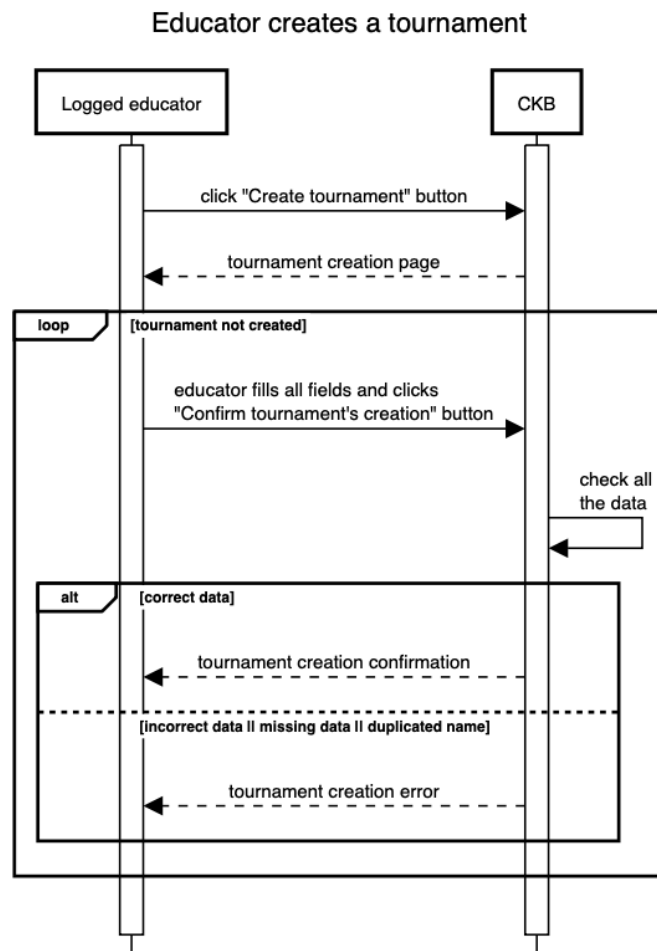 Educator creates a tournament
Logged educator
CKB
click "Create tournament" button
tournament creation page
loop
[tournament not created]
educator fills all fields and clicks
"Confirm tournament's creation" button
check all
the data
alt
[correct data]
tournament creation confirmation
[incorrect data || missing data || duplicated name]
tournament creation error